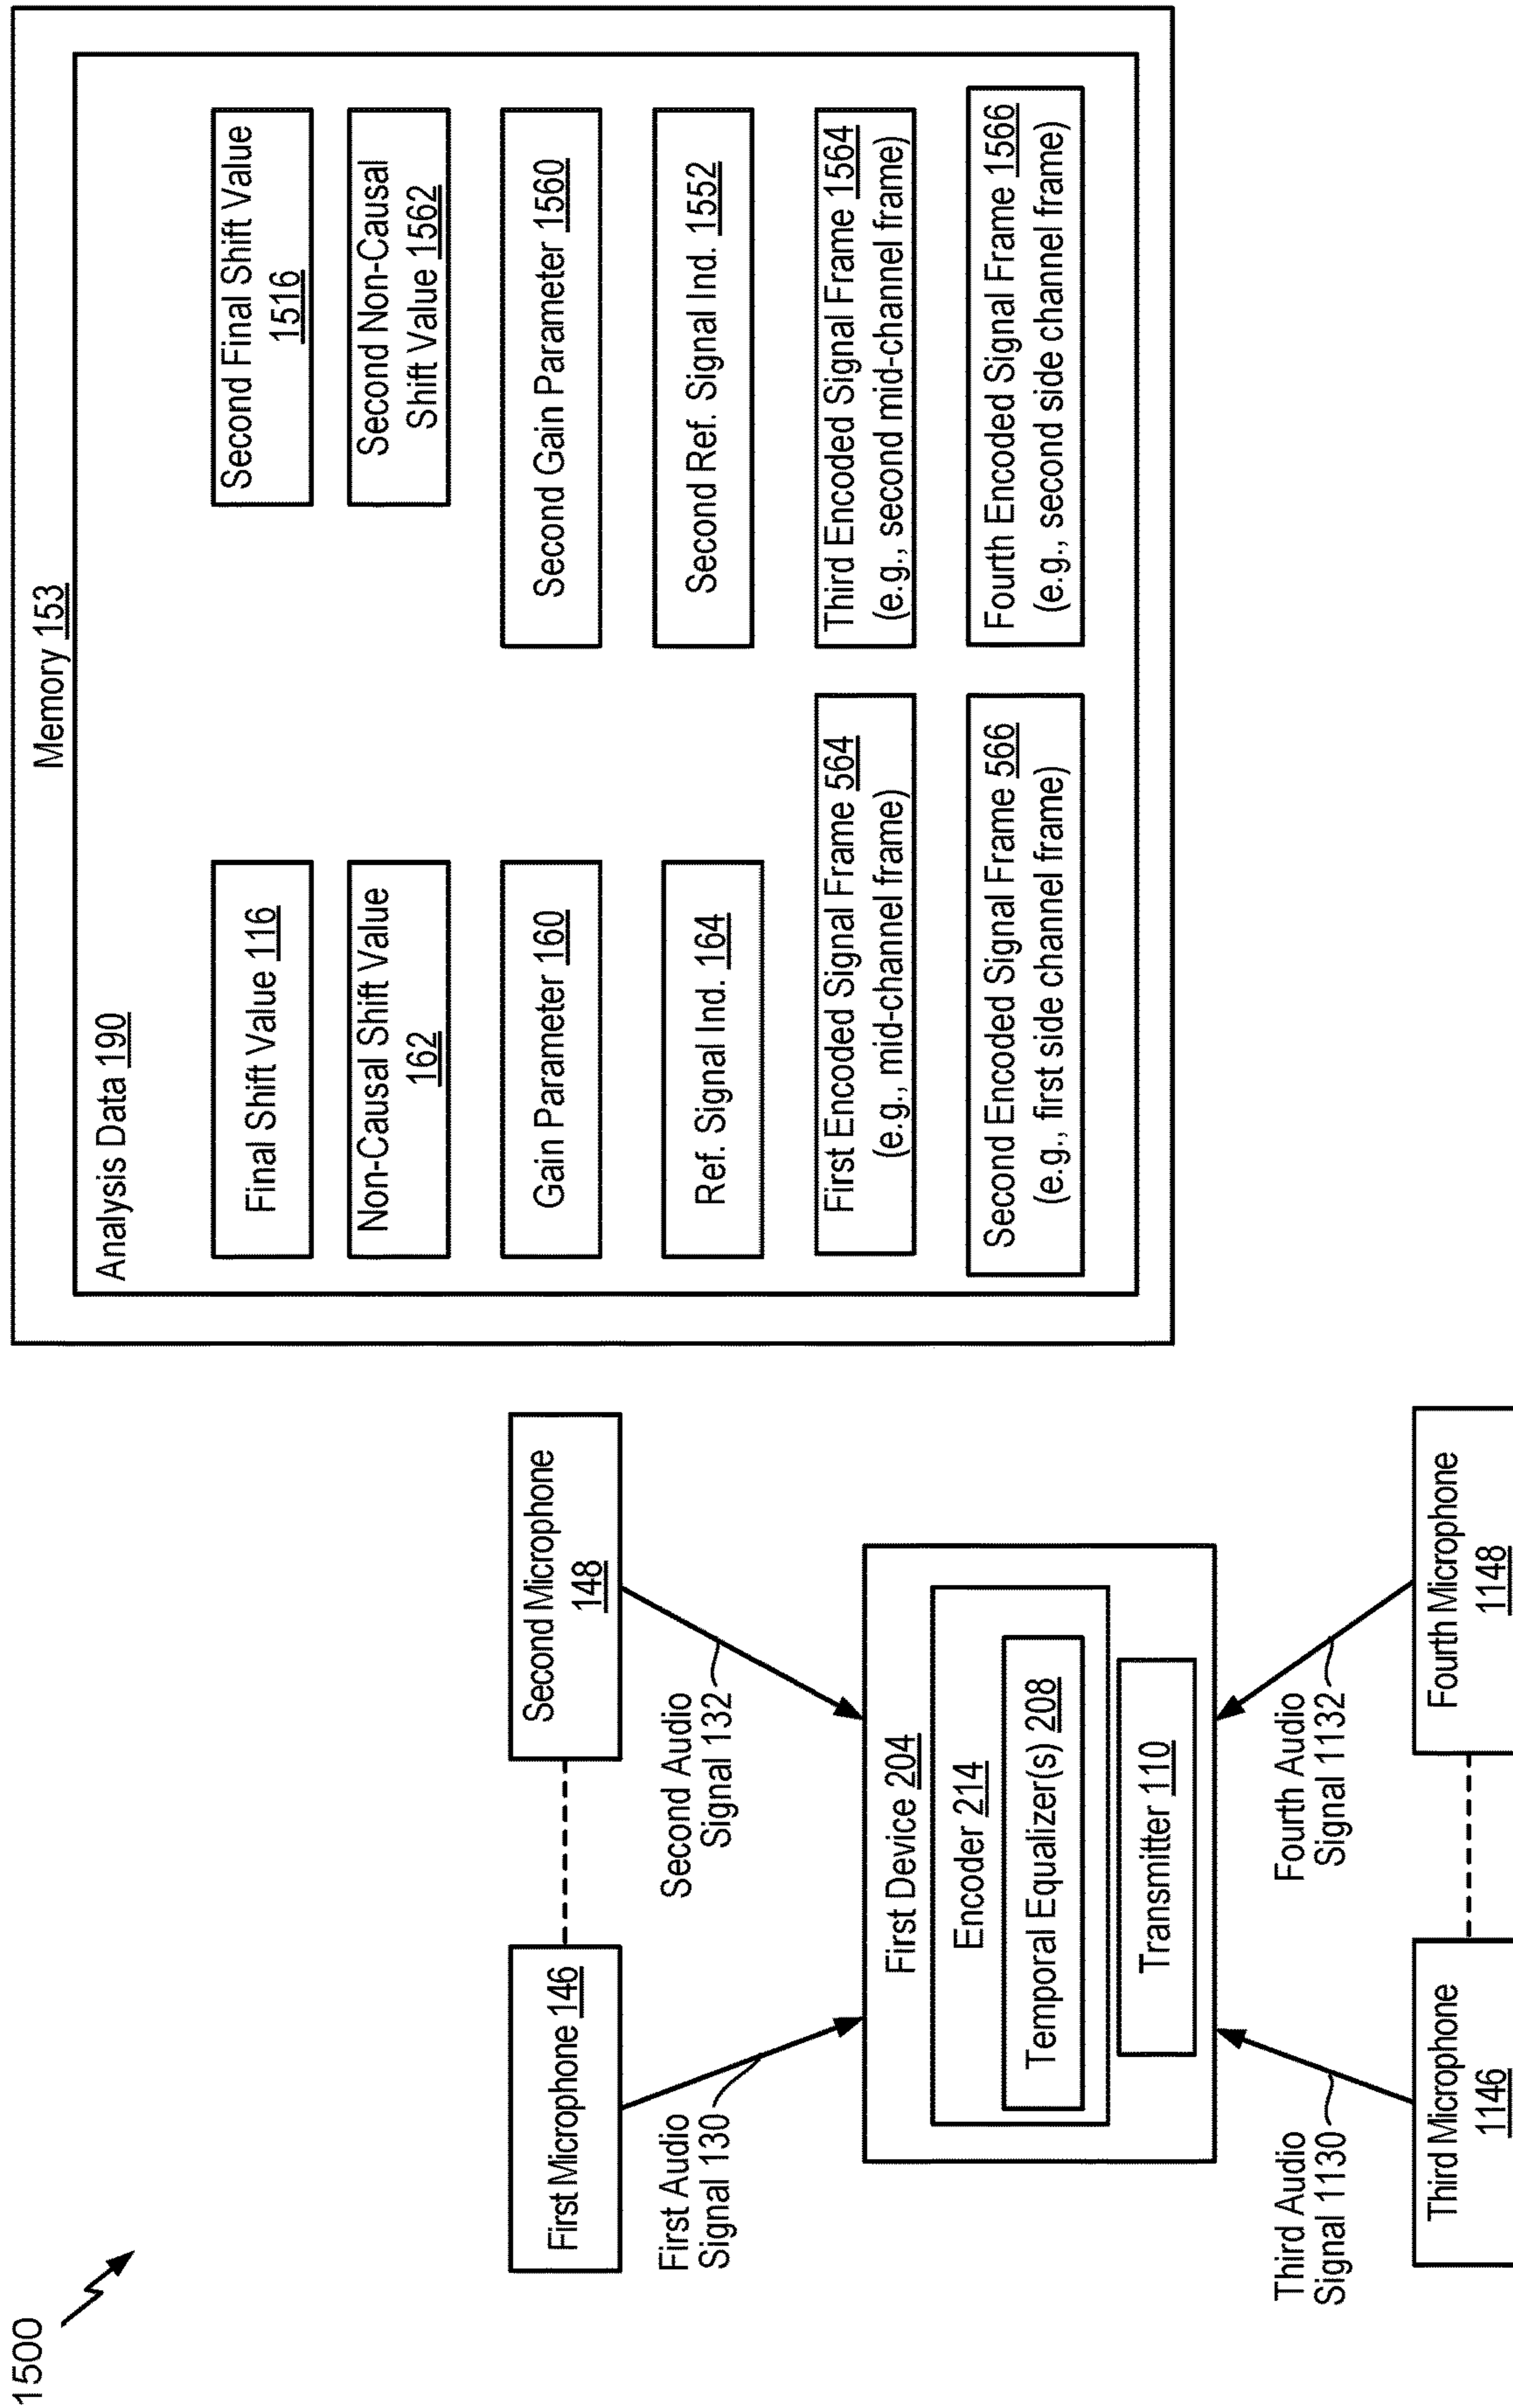 1500
First Microphone 146
Second Microphone
148
First Audio
Signal 130
Second Audio
Signal 132
First Device 204
Encoder 214
Temporal Equalizer(s) 208
Transmitter 110
Third Audio
Signal 1130
Fourth Audio
Signal 1132
Third Microphone
1146
Fourth Microphone
1148
Memory 153
Analysis Data 190
Final Shift Value 116
Second Final Shift Value
1516
Non-Causal Shift Value
162
Second Non-Causal
Shift Value 1562
Gain Parameter 160
Second Gain Parameter 1560
Ref. Signal Ind. 164
Second Ref. Signal Ind. 1552
First Encoded Signal Frame 564
(e.g., mid-channel frame)
Third Encoded Signal Frame 1564
(e.g., second mid-channel frame)
Second Encoded Signal Frame 566
(e.g., first side channel frame)
Fourth Encoded Signal Frame 1566
(e.g., second side channel frame)